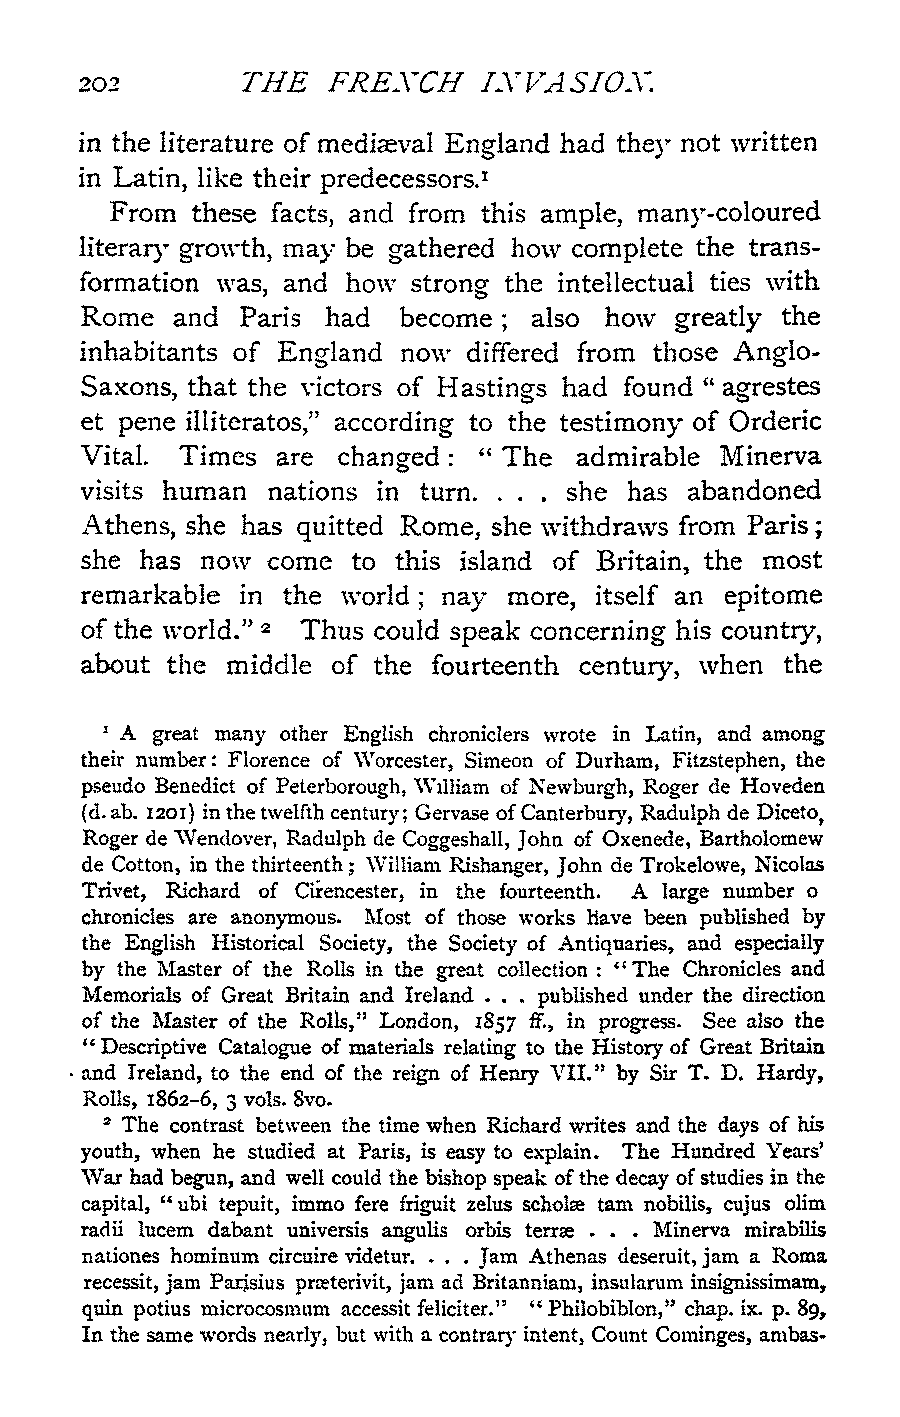 202 THE FRENCH INVASION.
in the literature of mediæval England had they not written
in Latin, like their predecessors.¹
From these facts, and from this ample, many-coloured
literary growth, may be gathered how complete the trans-
formation was, and how strong the intellectual ties with
Rome and Paris had become ; also how greatly the
inhabitants of England now differed from those Anglo-
Saxons, that the victors of Hastings had found “ agrestes
et pene illiteratos,” according to the testimony of Orderic
Vital. Times are changed : “ The admirable Minerva
visits human nations in turn. . . . she has abandoned
Athens, she has quitted Rome, she withdraws from Paris ;
she has now come to this island of Britain, the most
remarkable in the world ; nay more, itself an epitome
of the world.” ² Thus could speak concerning his country,
about the middle of the fourteenth century, when the
¹ A great many other English chroniclers wrote in Latin, and among
their number : Florence of Worcester, Simeon of Durham, Fitzstephen, the
pseudo Benedict of Peterborough, William of Newburgh, Roger de Hoveden
(d. ab. 1201) in the twelfth century; Gervase of Canterbury, Radulph de Diceto,
Roger de Wendover, Radulph de Coggeshall, John of Oxenede, Bartholomew
de Cotton, in the thirteenth ; William Rishanger, John de Trokelowe, Nicolas
Trivet, Richard of Cirencester, in the fourteenth. A large number o
chronicles are anonymous. Most of those works have been published by
the English Historical Society, the Society of Antiquaries, and especially
by the Master of the Rolls in the great collection : “The Chronicles and
Memorials of Great Britain and Ireland . . . published under the direction
of the Master of the Rolls,” London, 1857 ff., in progress. See also the
“Descriptive Catalogue of materials relating to the History of Great Britain
and Ireland, to the end of the reign of Henry VII.” by Sir T. D. Hardy,
Rolls, 1862-6, 3 vols. 8vo.
² The contrast between the time when Richard writes and the days of his
youth, when he studied at Paris, is easy to explain. The Hundred Years’
War had begun, and well could the bishop speak of the decay of studies in the
capital, “ubi tepuit, immo fere friguit zelus scholæ tam nobilis, cujus olim
radii lucem dabant universis angulis orbis terræ . . . Minerva mirabilis
nationes hominum circuire videtur. . . . Jam Athenas deseruit, jam a Roma
recessit, jam Parisius præterivit, jam ad Britanniam, insularum insignissimam,
quin potius microcosmum accessit feliciter.” “Philobiblon,” chap. ix. p. 89,
In the same words nearly, but with a contrary intent, Count Cominges, ambas-